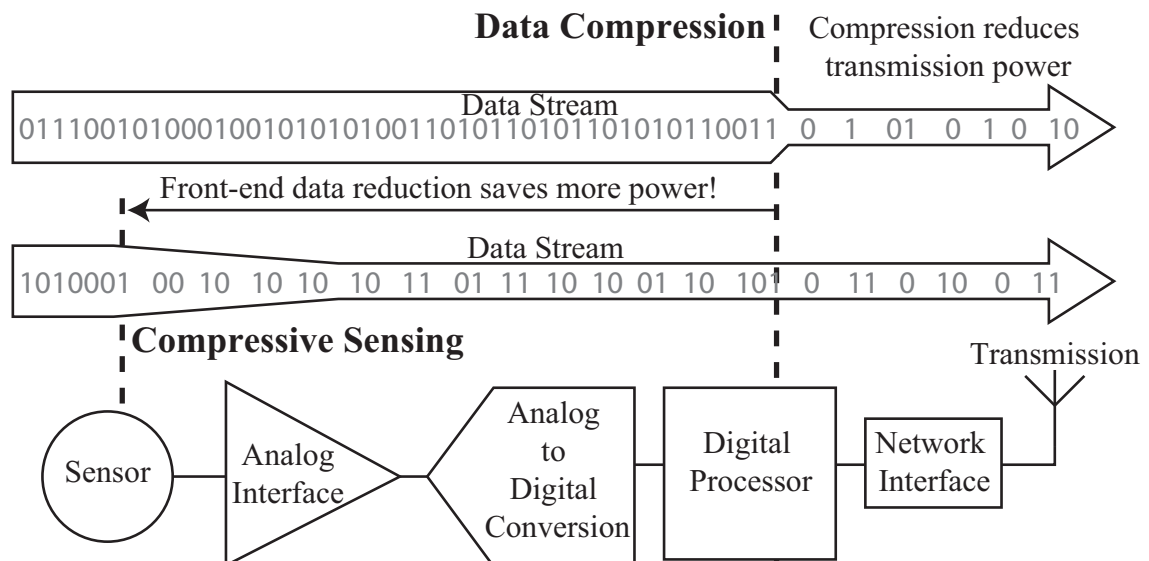 Data Compression
Compression reduces
transmission power
Data Stream
01110010100010010101010011010110101101010110011 0 1 01 0 1 0 10
Front-end data reduction saves more power!
Data Stream
1010001 00 10 10 10 10 11 01 11 10 10 01 10 101 0 11 0 10 0 11
Compressive Sensing
Transmission
Sensor
Analog
Interface
Analog
to
Digital
Conversion
Digital
Processor
Network
Interface